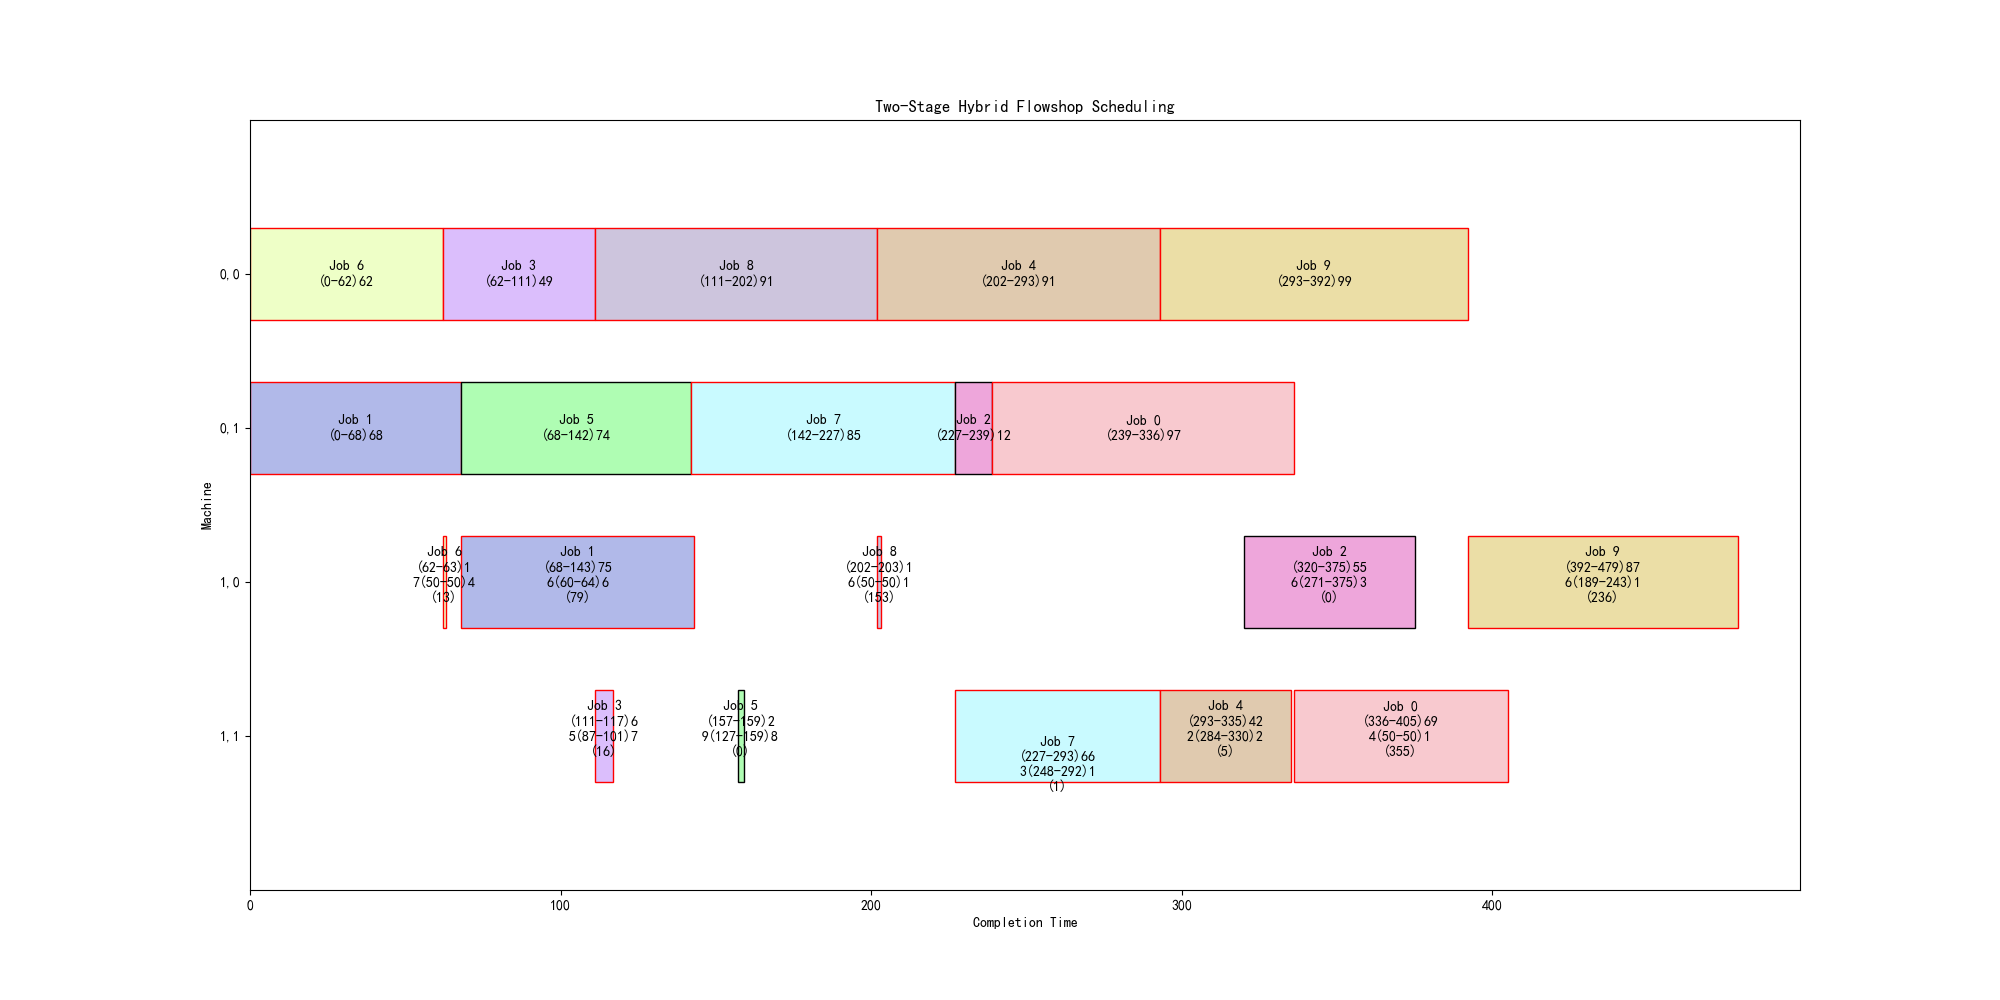 Two-Stage Hybrid Flowshop Scheduling
Machine
0,0
Job 6
(0-62)62
Job 3
(62-111)49
Job 8
(111-202)91
Job 4
(202-293)91
Job 9
(293-392)99
0,1
Job 1
(0-68)68
Job 5
(68-142)74
Job 7
(142-227)85
Job 2
(227-239)12
Job 0
(239-336)97
1,0
Job 6
(62-63)1
7(50-50)4
(13)
Job 1
(68-143)75
6(60-64)6
(79)
Job 8
(202-203)1
6(50-50)1
(153)
Job 2
(320-375)55
6(271-375)3
(0)
Job 9
(392-479)87
6(189-243)1
(236)
1,1
Job 3
(111-117)6
5(87-101)7
(16)
Job 5
(157-159)2
9(127-159)8
(0)
Job 7
(227-293)66
3(248-292)1
(1)
Job 4
(293-335)42
2(284-330)2
(5)
Job 0
(336-405)69
4(50-50)1
(355)
0
100
200
300
400
Completion Time